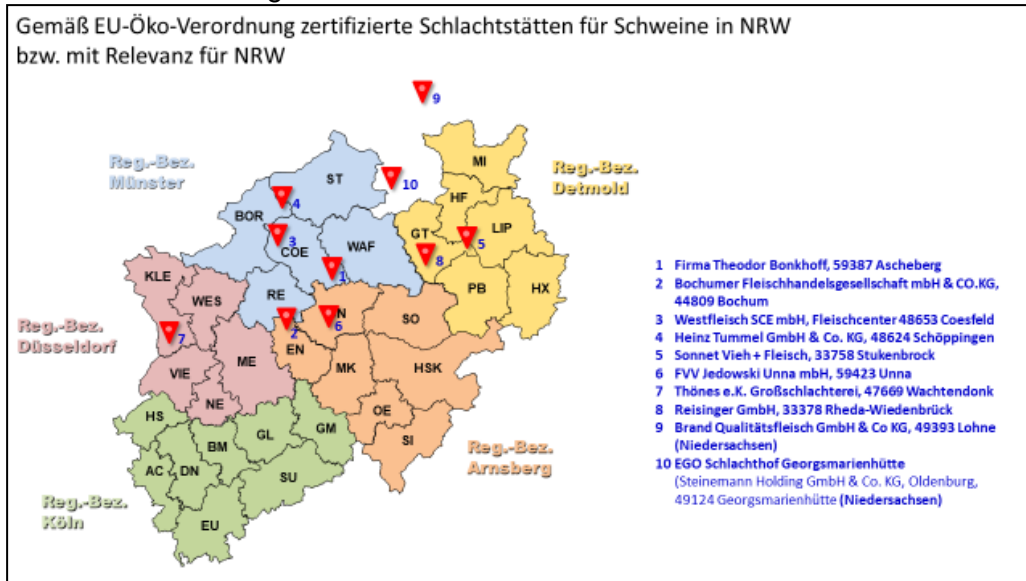 Gemäß EU-Öko-Verordnung zertifizierte Schlachtstätten für Schweine in NRW
bzw. mit Relevanz für NRW
9
Reg.-Bez.
Münster
ST
10
MI
Reg.-Bez.
Detmold
HF
4
BOR
GT
LIP
3
COE
WAF
5
8
KLE
1
PB
HX
WES
RE
Reg.-Bez.
Düsseldorf
7
2
N
6
SO
EN
ME
MK
HSK
VIE
NE
OE
HS
GM
GL
BM
SI
Reg.-Bez.
Arnsberg
AC
DN
SU
Reg.-Bez.
Köln
EU
1 Firma Theodor Bonkhoff, 59387 Ascheberg
2 Bochumer Fleischhandelsgesellschaft mbH & CO.KG,
44809 Bochum
3 Westfleisch SCE mbH, Fleischcenter 48653 Coesfeld
4 Heinz Tummel GmbH & Co. KG, 48624 Schöppingen
5 Sonnet Vieh + Fleisch, 33758 Stukenbrock
6 FVV Jedowski Unna mbH, 59423 Unna
7 Thönes e.K. Großschlachterei, 47669 Wachtendonk
8 Reisinger GmbH, 33378 Rheda-Wiedenbrück
9 Brand Qualitätsfleisch GmbH & Co KG, 49393 Lohne
(Niedersachsen)
10 EGO Schlachthof Georgsmarienhütte
(Steinemann Holding GmbH & Co. KG, Oldenburg,
49124 Georgsmarienhütte (Niedersachsen)